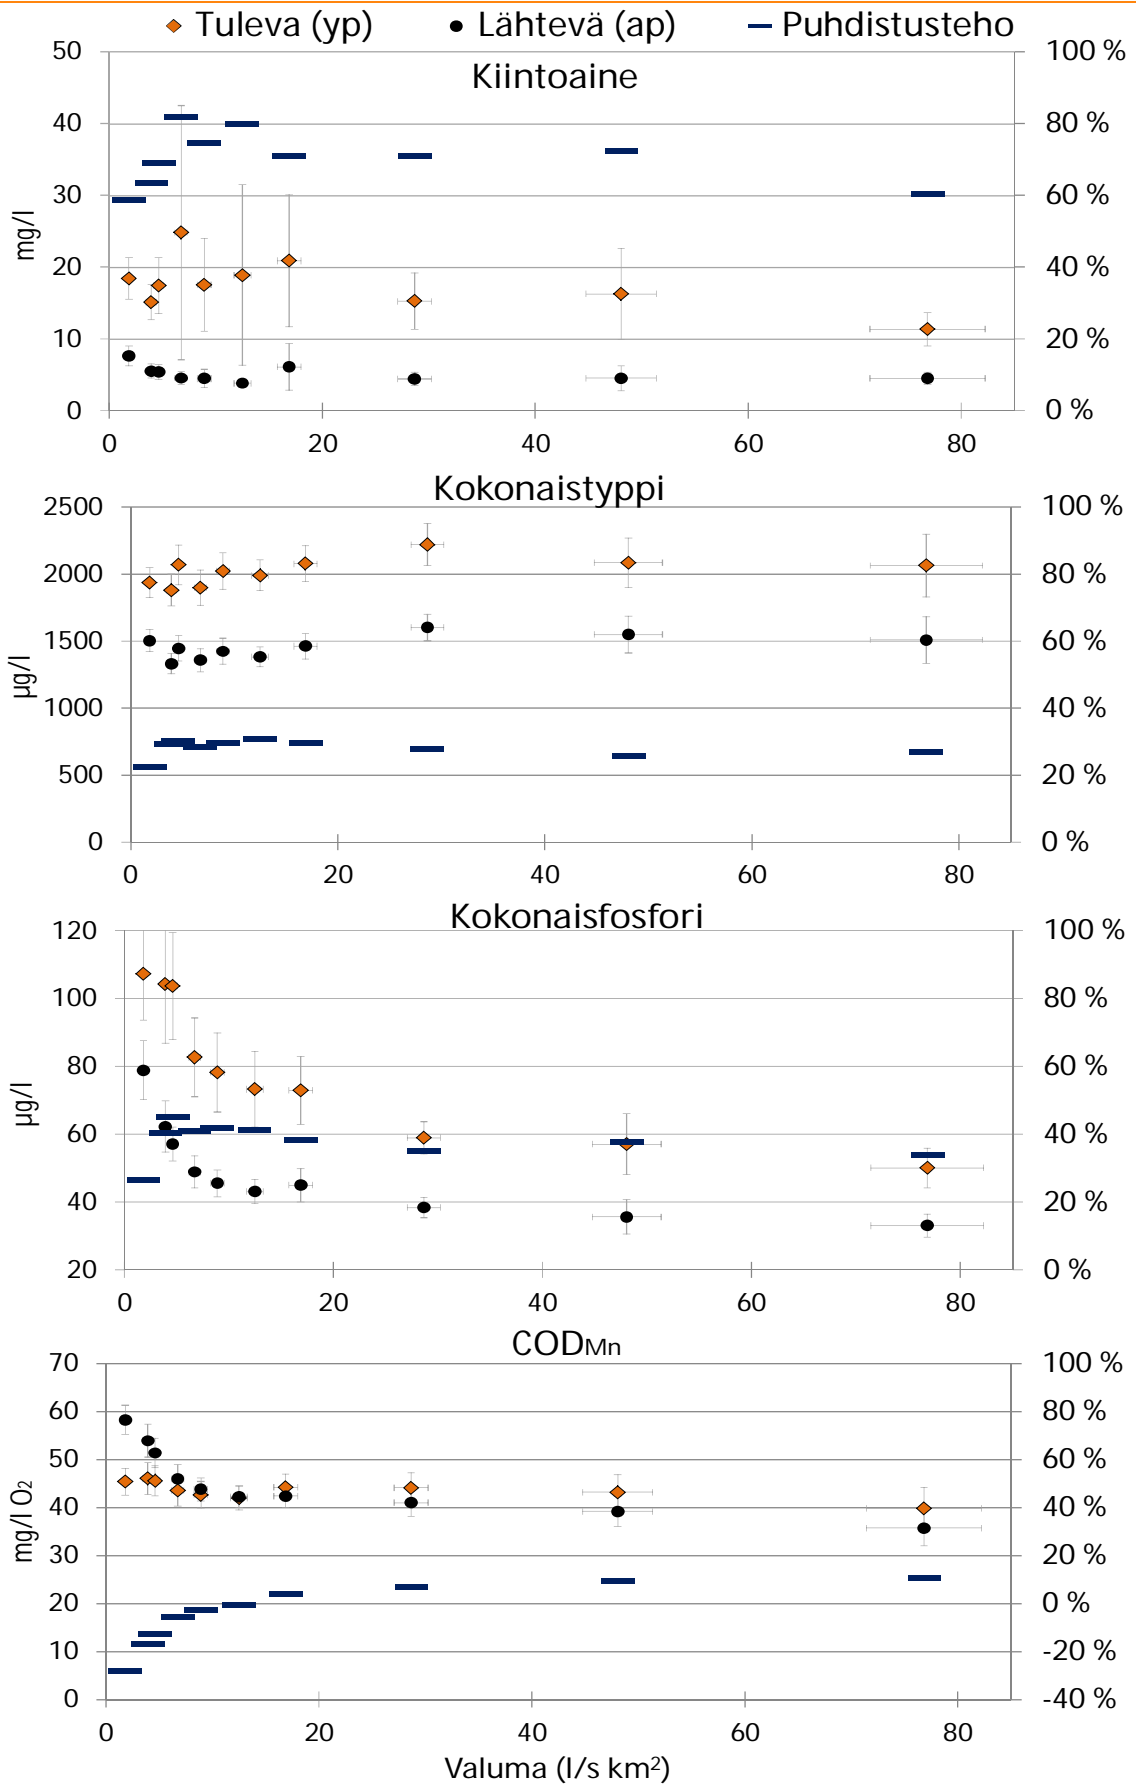 Tuleva (yp) Lähtevä (ap) Puhdistusteho
Kiintoaine
50 100 %
40 80 %
30 60 %
20 40 %
10 20 %
0 0 %
mg/l
0 20 40 60 80
Kokonaistyppi
2500 100 %
2000 80 %
1500 60 %
1000 40 %
500 20 %
0 0 %
µg/l
0 20 40 60 80
Kokonaisfosfori
120 100 %
100 80 %
80 60 %
60 40 %
40 20 %
20 0 %
µg/l
0 20 40 60 80
CODMn
70 100 %
60 80 %
50 60 %
40 40 %
30 20 %
20 0 %
10 -20 %
0 -40 %
mg/l O2
0 20 40 60 80
Valuma (l/s km²)